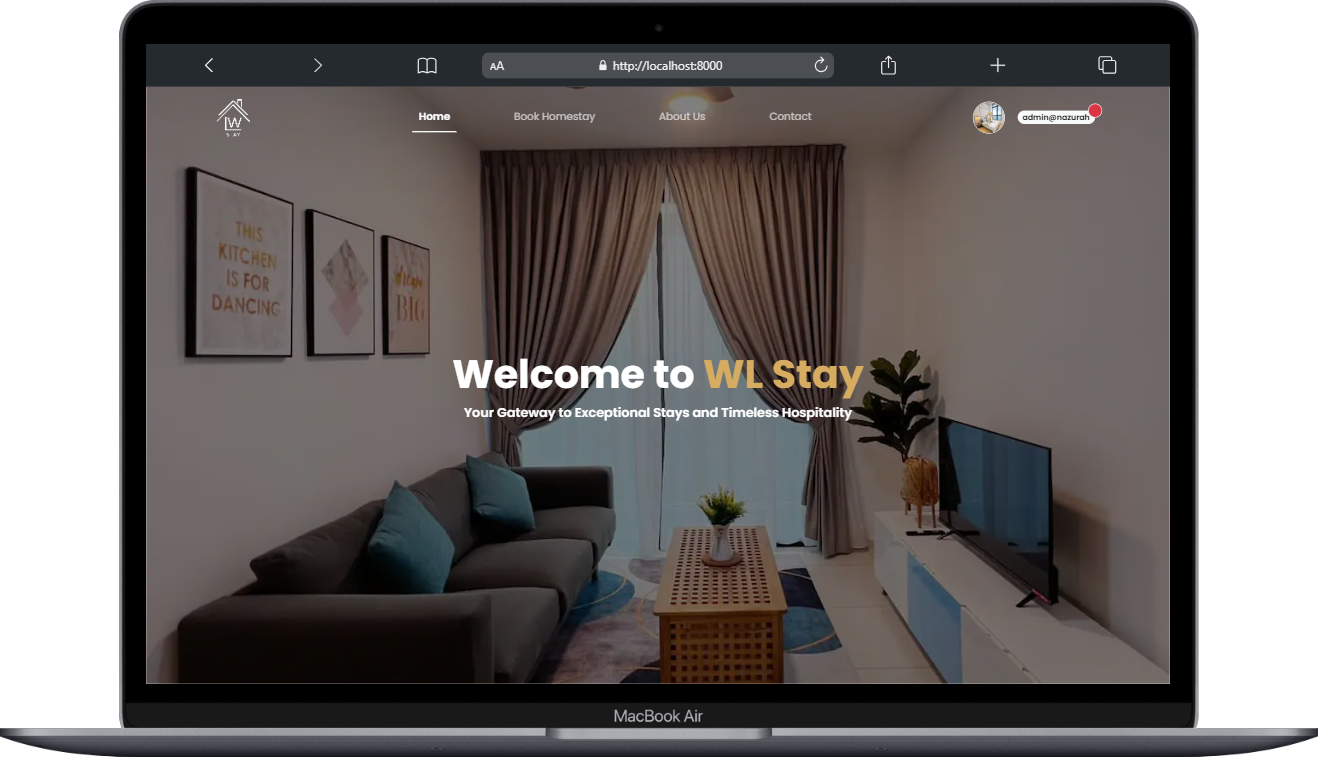 AA http://localhost:8000
W
STAY
Home Book Homestay About Us Contact admin@nazurah
THIS
KITCHEN
IS FOR
DANCING
dream
BIG
Welcome to WL Stay
Your Gateway to Exceptional Stays and Timeless Hospitality
MacBook Air